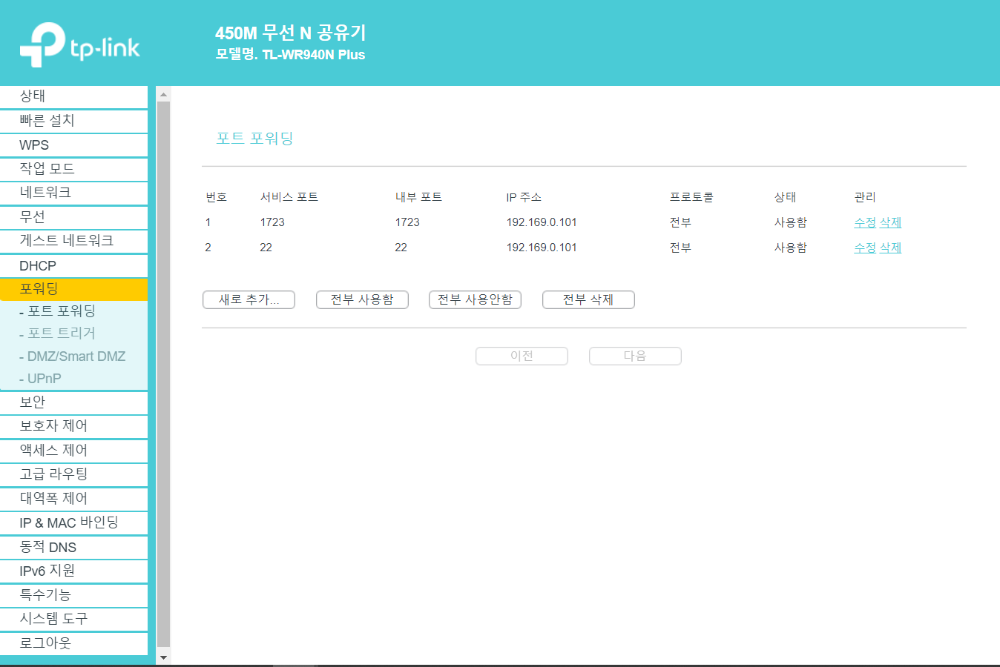 tp-link
450M 무선 N 공유기
모델명. TL-WR940N Plus
상태
빠른 설치
WPS
작업 모드
네트워크
무선
게스트 네트워크
DHCP
포워딩
- 포트 포워딩
- 포트 트리거
- DMZ/Smart DMZ
- UPnP
보안
보호자 제어
액세스 제어
고급 라우팅
대역폭 제어
IP & MAC 바인딩
동적 DNS
IPv6 지원
특수기능
시스템 도구
로그아웃
포트 포워딩
번호 서비스 포트 내부 포트 IP 주소 프로토콜 상태 관리
1 1723 1723 192.169.0.101 전부 사용함 수정 삭제
2 22 22 192.169.0.101 전부 사용함 수정 삭제
새로 추가... 전부 사용함 전부 사용안함 전부 삭제
이전 다음